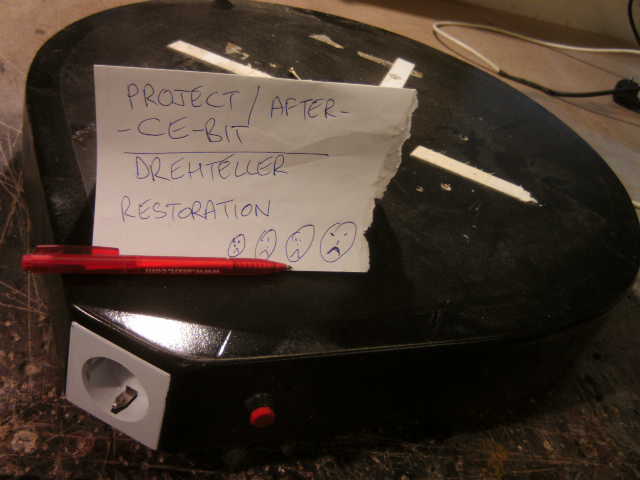 PROJECT / AFTER-
-CE-BIT
DREHTELLER
RESTORATION